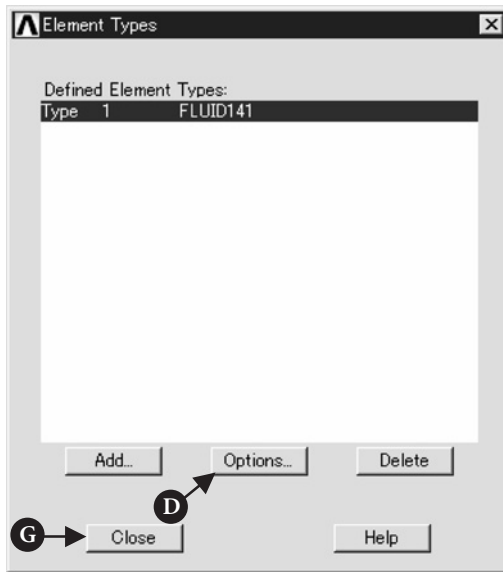 Element Types
Defined Element Types:
Type 1 FLUID141
Add... Options... Delete
D
G Close Help